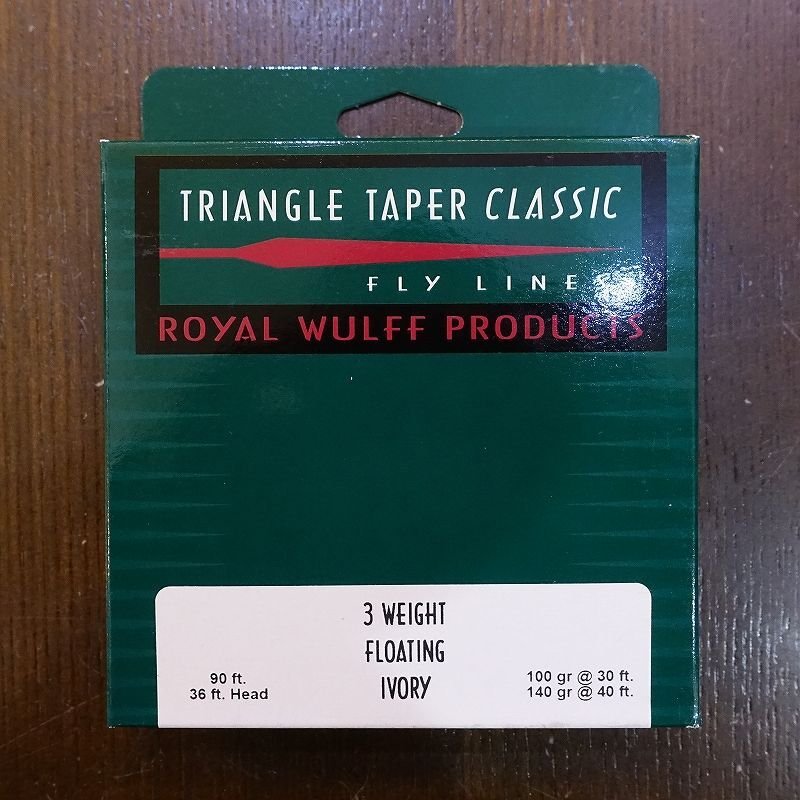 TRIANGLE TAPER CLASSIC
FLY LINES
ROYAL WULFF PRODUCTS
3 WEIGHT
FLOATING
IVORY
90 ft.
36 ft. Head
100 gr @ 30 ft.
140 gr @ 40 ft.